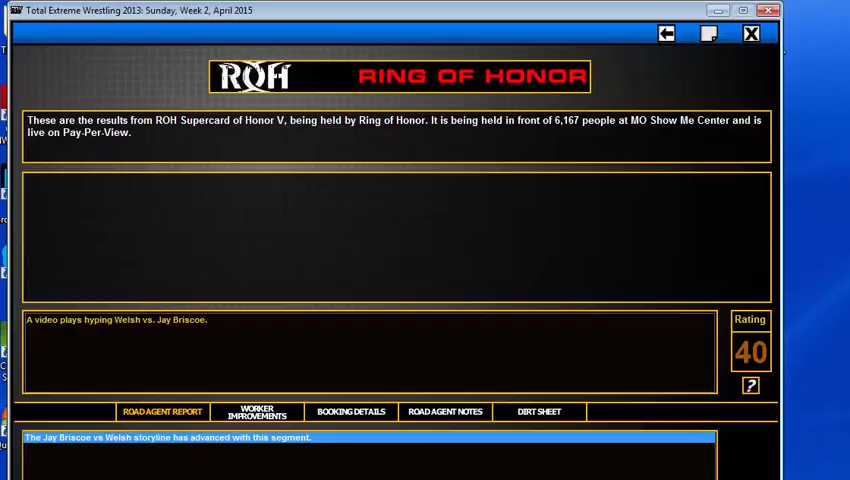 Total Extreme Wrestling 2013: Sunday, Week 2, April 2015
ROH RING OF HONOR
These are the results from ROH Supercard of Honor V, being held by Ring of Honor. It is being held in front of 6,167 people at MO Show Me Center and is
live on Pay-Per-View.
A video plays hyping Welsh vs. Jay Briscoe.
Rating
40
?
ROAD AGENT REPORT
WORKER
IMPROVEMENTS
BOOKING DETAILS
ROAD AGENT NOTES
DIRT SHEET
The Jay Briscoe vs Welsh storyline has advanced with this segment.